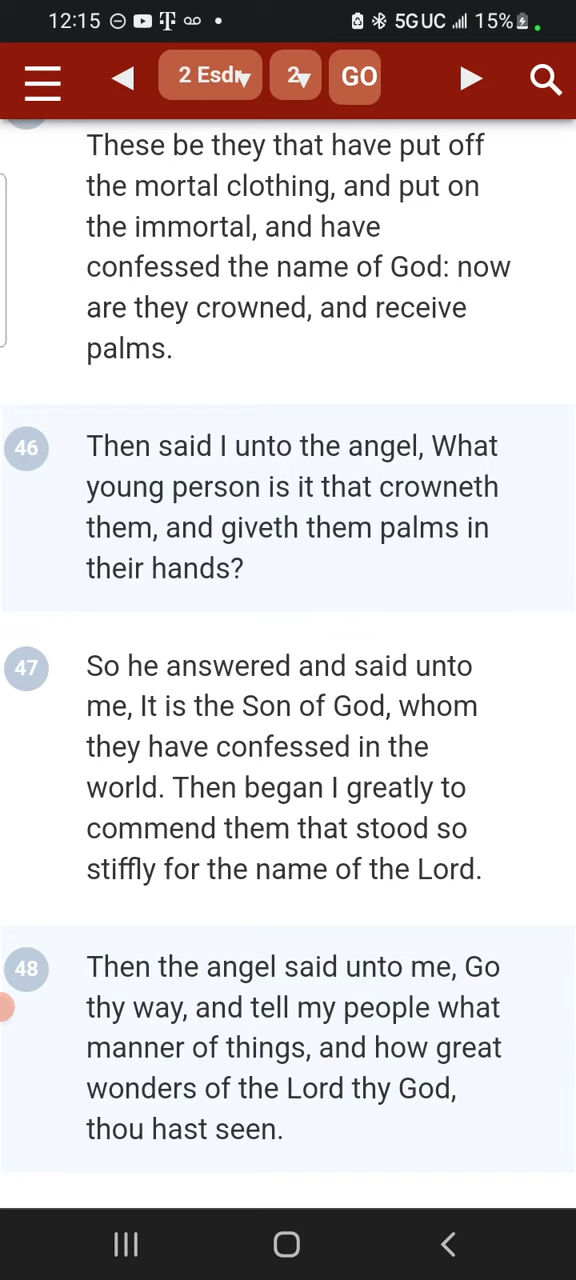 12:15 5GUC 15%
2 Esdr 2 GO
These be they that have put off
the mortal clothing, and put on
the immortal, and have
confessed the name of God: now
are they crowned, and receive
palms.
46 Then said I unto the angel, What
young person is it that crowneth
them, and giveth them palms in
their hands?
47 So he answered and said unto
me, It is the Son of God, whom
they have confessed in the
world. Then began I greatly to
commend them that stood so
stiffly for the name of the Lord.
48 Then the angel said unto me, Go
thy way, and tell my people what
manner of things, and how great
wonders of the Lord thy God,
thou hast seen.